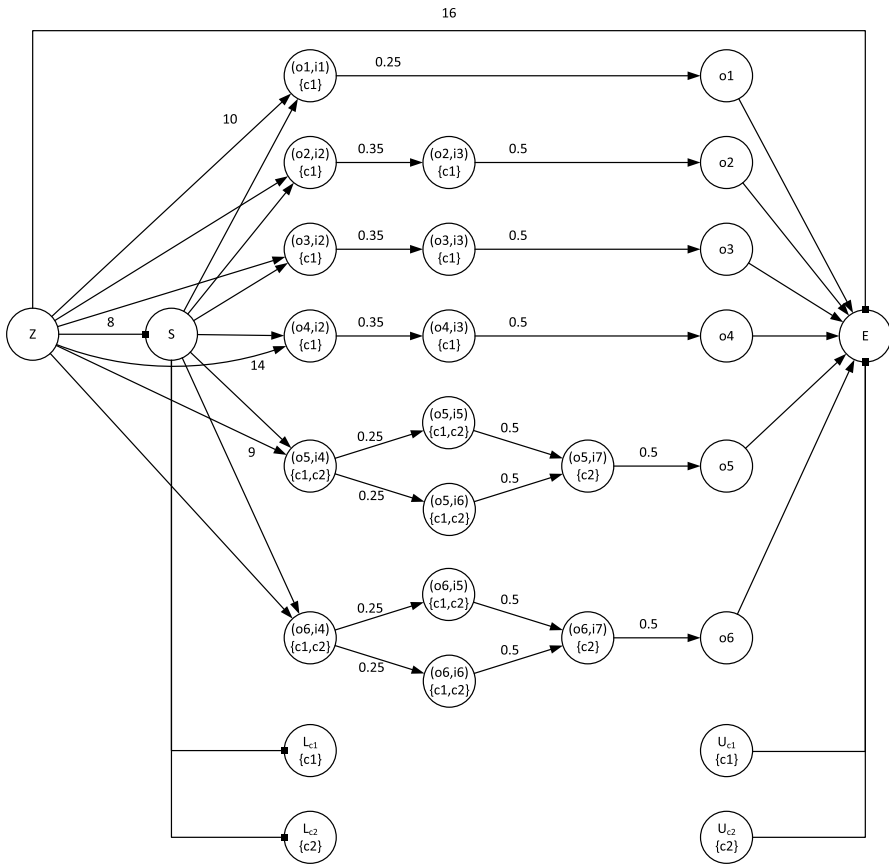 16
(o1,i1)
{c1}
0.25
o1
10
(o2,i2)
{c1}
0.35
(o2,i3)
{c1}
0.5
o2
(o3,i2)
{c1}
0.35
(o3,i3)
{c1}
0.5
o3
Z
8
S
(o4,i2)
{c1}
0.35
(o4,i3)
{c1}
0.5
o4
E
14
9
(o5,i4)
{c1,c2}
0.25
(o5,i5)
{c1,c2}
0.5
0.25
(o5,i6)
{c1,c2}
0.5
(o5,i7)
{c2}
0.5
o5
(o6,i4)
{c1,c2}
0.25
(o6,i5)
{c1,c2}
0.5
0.25
(o6,i6)
{c1,c2}
0.5
(o6,i7)
{c2}
0.5
o6
Lc1
{c1}
Uc1
{c1}
Lc2
{c2}
Uc2
{c2}